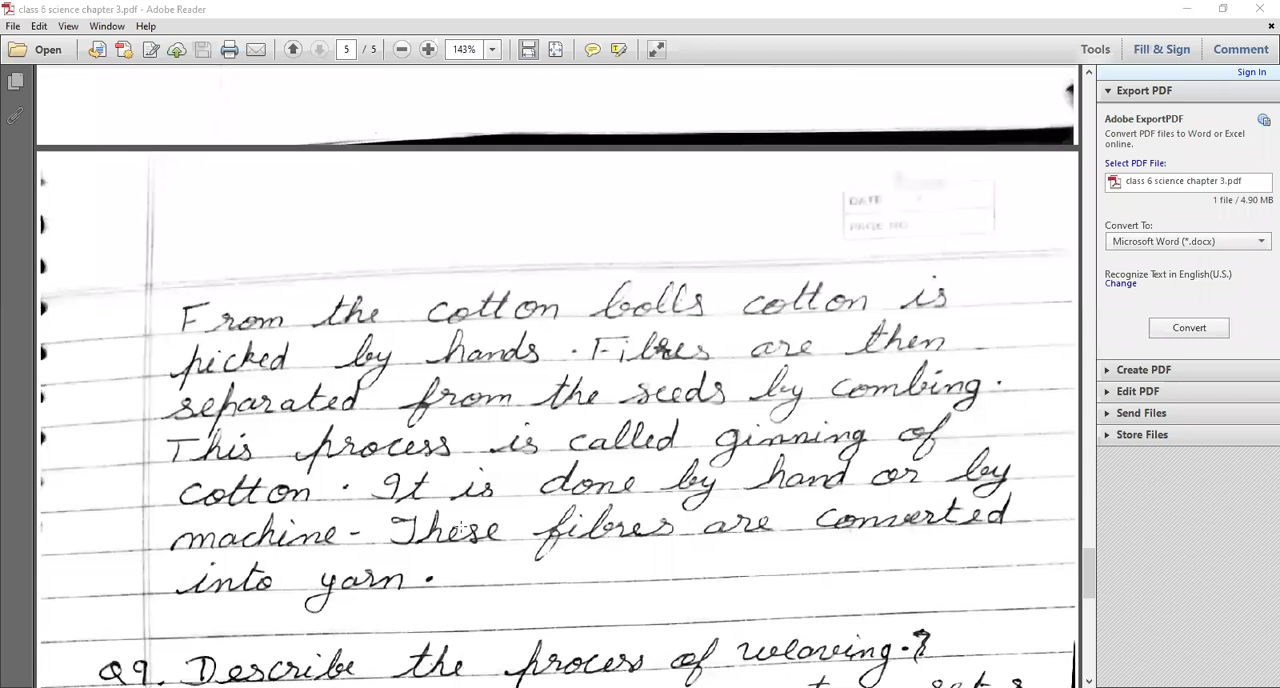 class 6 science chapter 3.pdf - Adobe Reader
File Edit View Window Help
Open 5 / 5 143% Tools Fill & Sign Comment
Sign In
Export PDF
Adobe ExportPDF
Convert PDF files to Word or Excel
online.
Select PDF File:
class 6 science chapter 3.pdf
1 file / 4.90 MB
Convert To:
Microsoft Word (*.docx)
Recognize Text in English(U.S.)
Change
Convert
Create PDF
Edit PDF
Send Files
Store Files
DATE
PAGE NO
From the cotton bolls cotton is
picked by hands. Fibres are then
separated from the seeds by combing.
This process is called ginning of
cotton. It is done by hand or by
machine- These fibres are converted
into yarn.
Q9. Describe the process of weaving.?